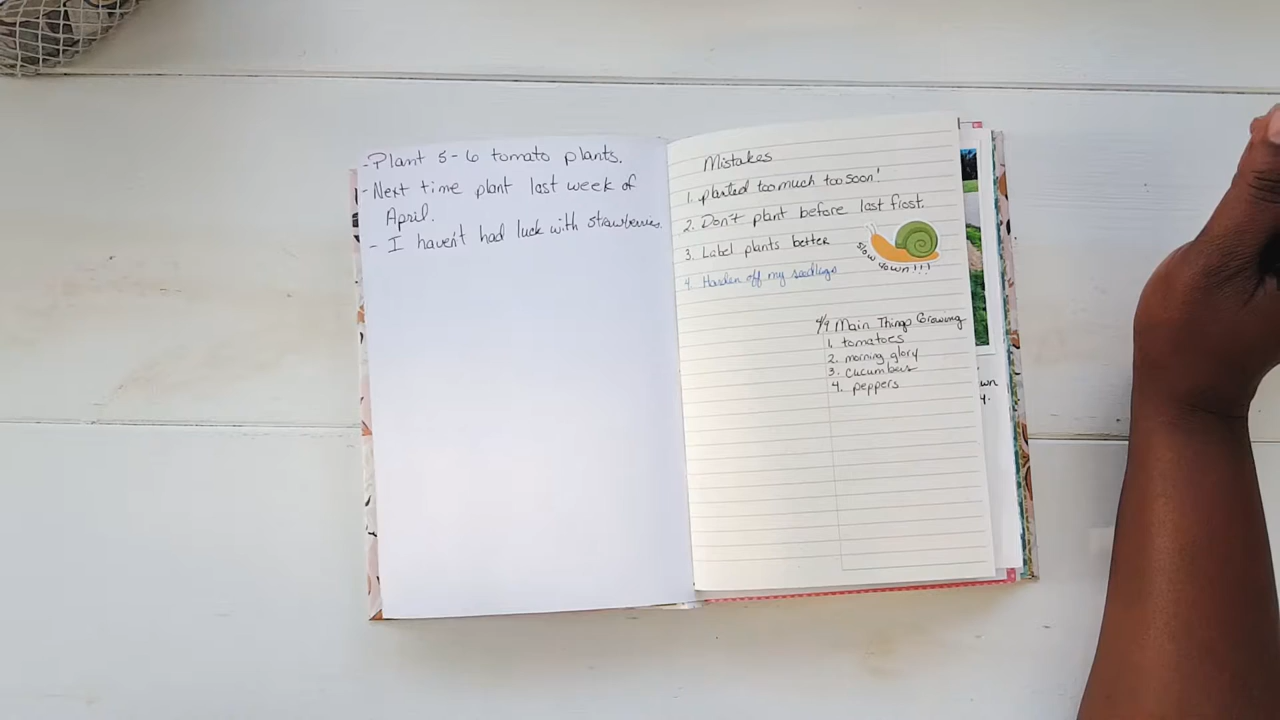 - Plant 5-6 tomato plants.
- Next time plant last week of
April.
- I haven't had luck with strawberries.
Mistakes
1. planted too much too soon!
2. Don't plant before last frost.
3. Label plants better
slow down!!!
4 Harden off my seedlings
4/9 Main Things Growing
1. tomatoes
2. morning glory
3. cucumbers
4. peppers
wn
y.